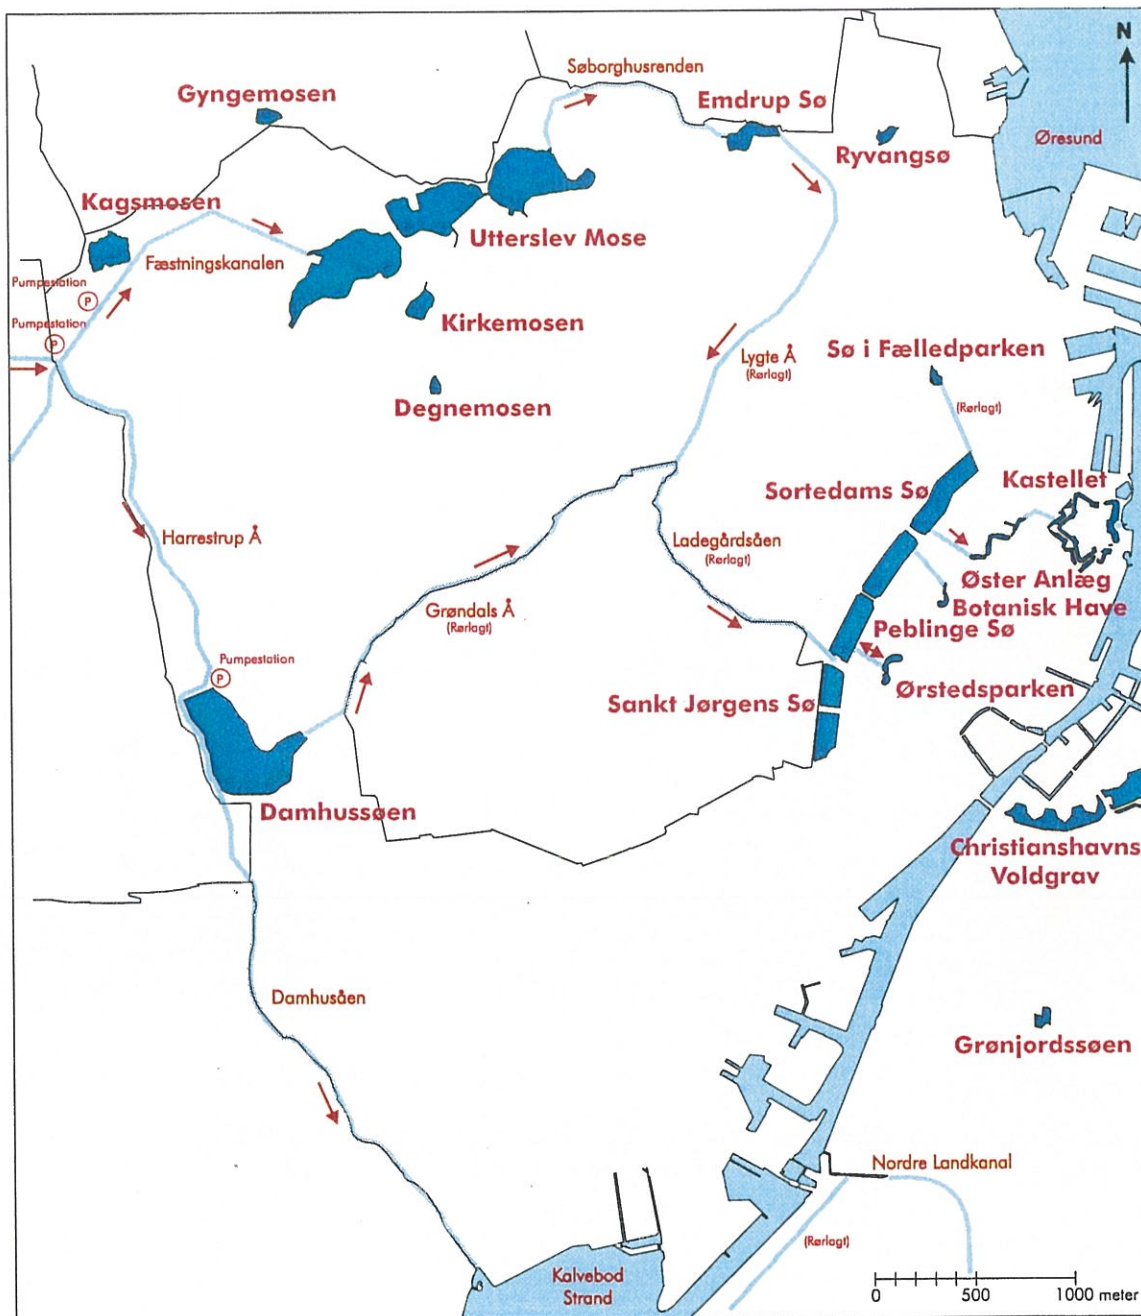 N
Søborghusrenden
Gyngemosen
Emdrup Sø
Ryvangsø
Øresund
Kagsmosen
Utterslev Mose
Fæstningskanalen
Pumpestation
P
Pumpestation
P
Kirkemosen
Lygte Å
(Rørlagt)
Sø i Fælledparken
Degnemosen
(Rørlagt)
Kastellet
Sortedams Sø
Harrestrup Å
Ladegårdsåen
(Rørlagt)
Øster Anlæg
Botanisk Have
Grøndals Å
(Rørlagt)
Peblinge Sø
Pumpestation
P
Ørstedsparken
Sankt Jørgens Sø
Damhussøen
Christianshavns
Voldgrav
Damhusåen
Grønjordssøen
Nordre Landkanal
(Rørlagt)
Kalvebod
Strand
0 500 1000 meter